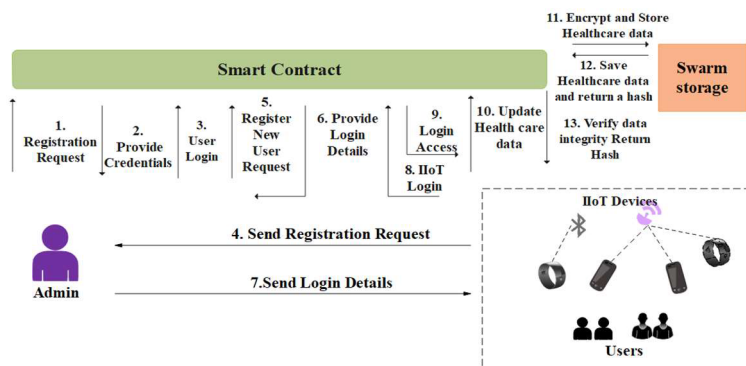 11. Encrypt and Store
Healthcare data
Smart Contract
Swarm
storage
12. Save
Healthcare data
and return a hash
1.
Registration
Request
2.
Provide
Credentials
3.
User
Login
5.
Register
New
User
Request
6. Provide
Login
Details
9.
Login
Access
8. IIoT
Login
10. Update
Health care
data
13. Verify data
integrity Return
Hash
IIoT Devices
4. Send Registration Request
Admin
7.Send Login Details
Users